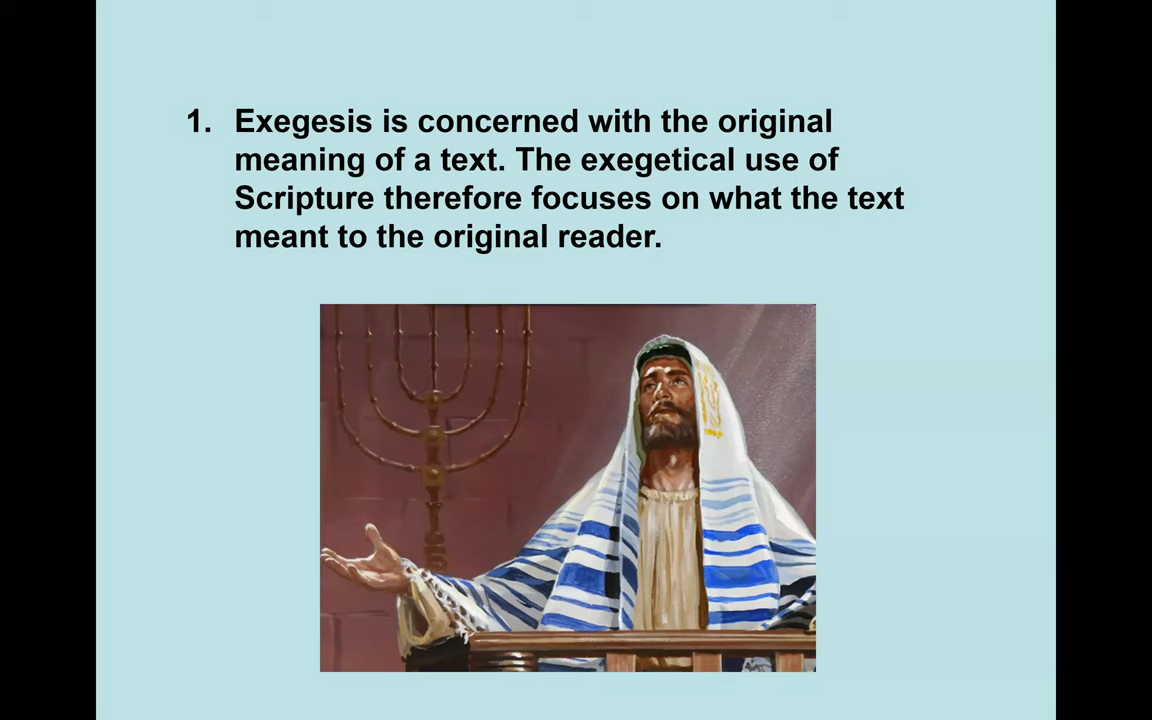 1. Exegesis is concerned with the original
meaning of a text. The exegetical use of
Scripture therefore focuses on what the text
meant to the original reader.